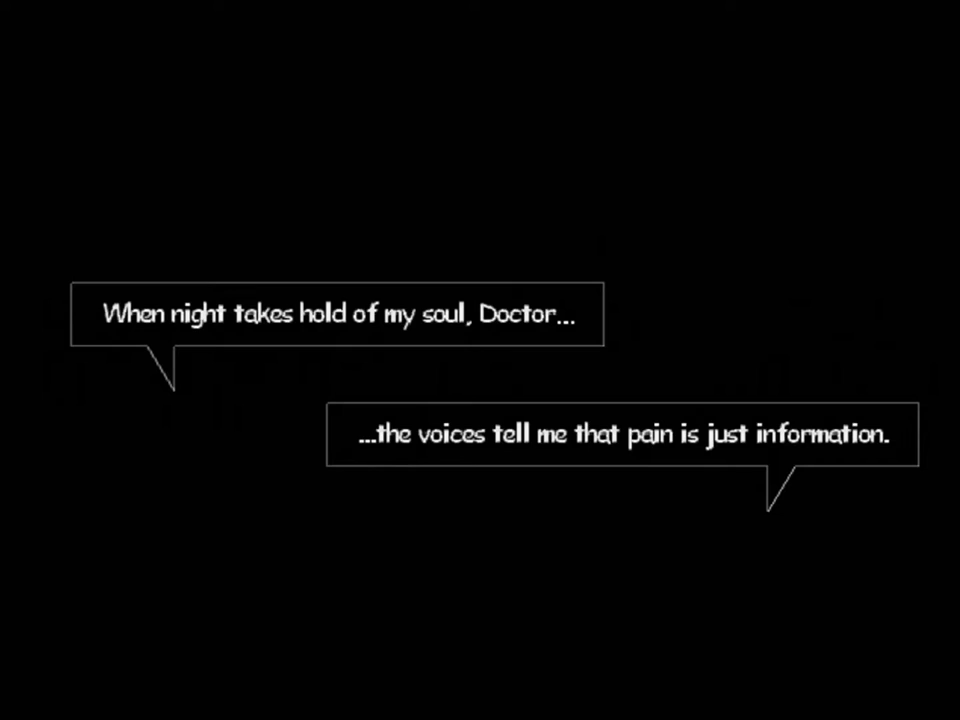 When night takes hold of my soul, Doctor...
...the voices tell me that pain is just information.